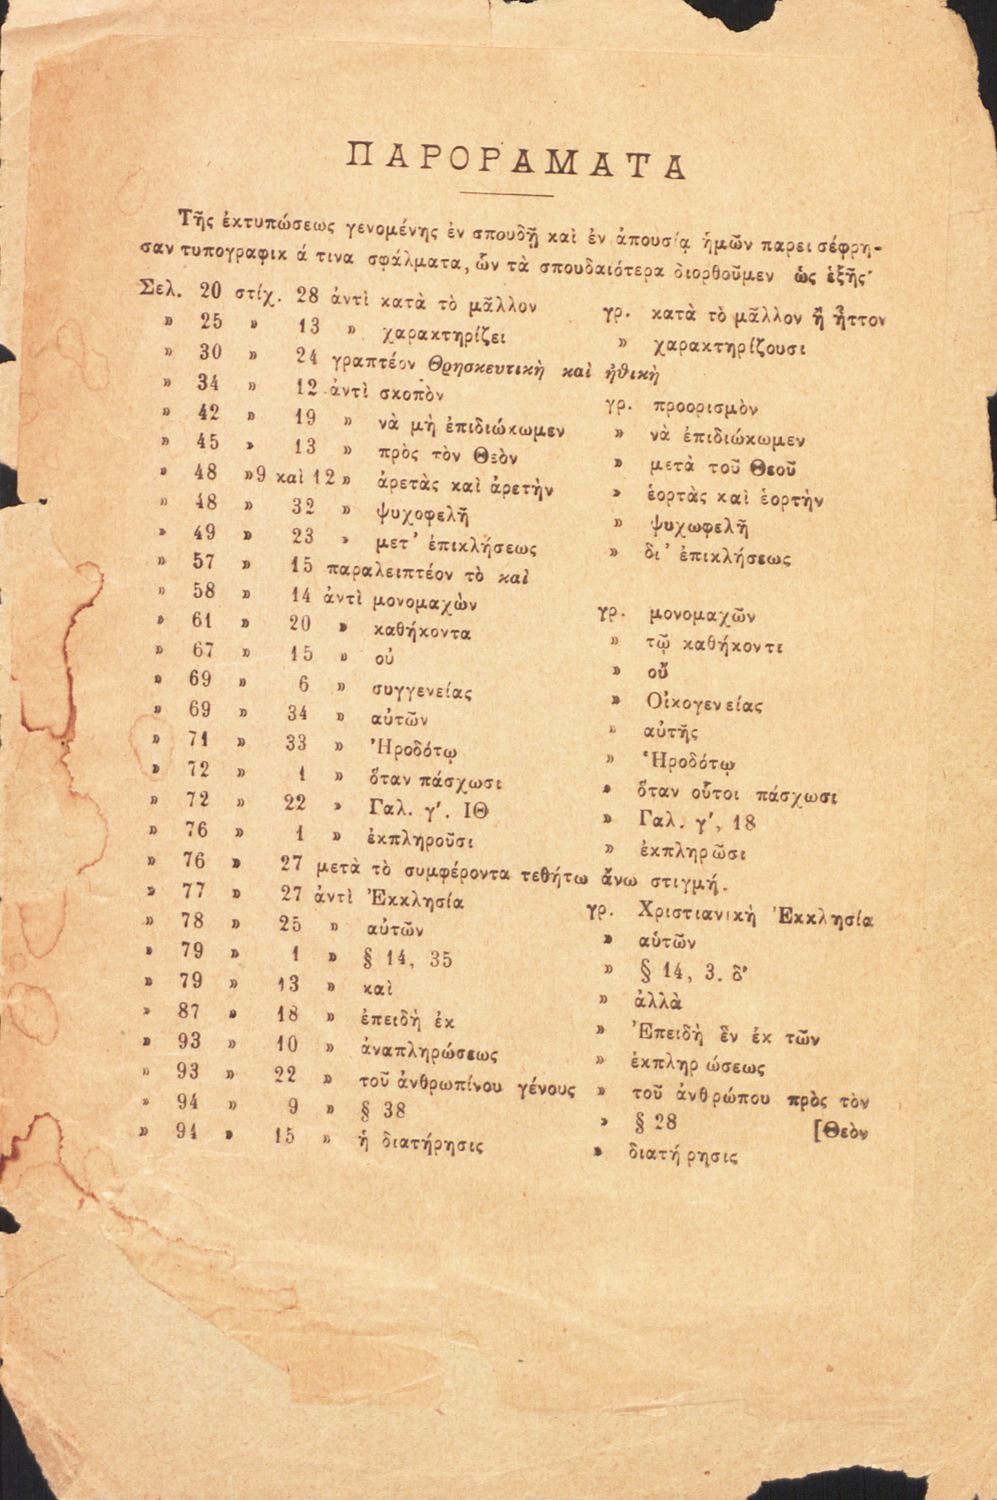 ΠΑΡΟΡΑΜΑΤΑ
Τῆς ἐκτυπώσεως γενομένης ἐν σπουδῇ καὶ ἐν ἀπουσίᾳ ἡμῶν παρεισέφρη-
σαν τυπογραφικά τινα σφάλματα, ὧν τὰ σπουδαιότερα διορθοῦμεν ὡς ἑξῆς·
Σελ. 20 στίχ. 28 ἀντὶ κατὰ τὸ μᾶλλον γρ. κατὰ τὸ μᾶλλον ἢ ἧττον
» 25 » 13 » χαρακτηρίζει » χαρακτηρίζουσι
» 30 » 24 γραπτέον Θρησκευτικὴ καὶ ἠθικὴ
» 34 » 12 ἀντὶ σκοπὸν γρ. προορισμὸν
» 42 » 19 » νὰ μὴ ἐπιδιώκωμεν » νὰ ἐπιδιώκωμεν
» 45 » 13 » πρὸς τὸν Θεὸν » μετὰ τοῦ Θεοῦ
» 48 » 9 καὶ 12 » ἀρετὰς καὶ ἀρετὴν » ἑορτὰς καὶ ἑορτὴν
» 48 » 32 » ψυχοφελῆ » ψυχωφελῆ
» 49 » 23 » μετ' ἐπικλήσεως » δι' ἐπικλήσεως
» 57 » 15 παραλειπτέον τὸ καὶ
» 58 » 14 ἀντὶ μονομαχὼν γρ. μονομαχῶν
» 61 » 20 » καθήκοντα » τῷ καθήκοντι
» 67 » 15 » οὐ » οὗ
» 69 » 6 » συγγενείας » Οἰκογενείας
» 69 » 34 » αὐτῶν » αὐτῆς
» 71 » 33 » Ἠροδότῳ » Ἡροδότῳ
» 72 » 1 » ὅταν πάσχωσι » ὅταν οὗτοι πάσχωσι
» 72 » 22 » Γαλ. γ'. ΙΘ » Γαλ. γ', 18
» 76 » 1 » ἐκπληροῦσι » ἐκπληρῶσι
» 76 » 27 μετὰ τὸ συμφέροντα τεθήτω ἄνω στιγμή.
» 77 » 27 ἀντὶ Ἐκκλησία γρ. Χριστιανικὴ Ἐκκλησία
» 78 » 25 » αὐτῶν » αὑτῶν
» 79 » 1 » § 14, 35 » § 14, 3. δ'
» 79 » 13 » καὶ » ἀλλὰ
» 87 » 18 » ἐπειδὴ ἐκ » Ἐπειδὴ ἓν ἐκ τῶν
» 93 » 10 » ἀναπληρώσεως » ἐκπληρώσεως
» 93 » 22 » τοῦ ἀνθρωπίνου γένους » τοῦ ἀνθρώπου πρὸς τὸν
» 94 » 9 » § 38 » § 28 [Θεὸν
» 94 » 15 » ἡ διατήρησις » διατήρησις